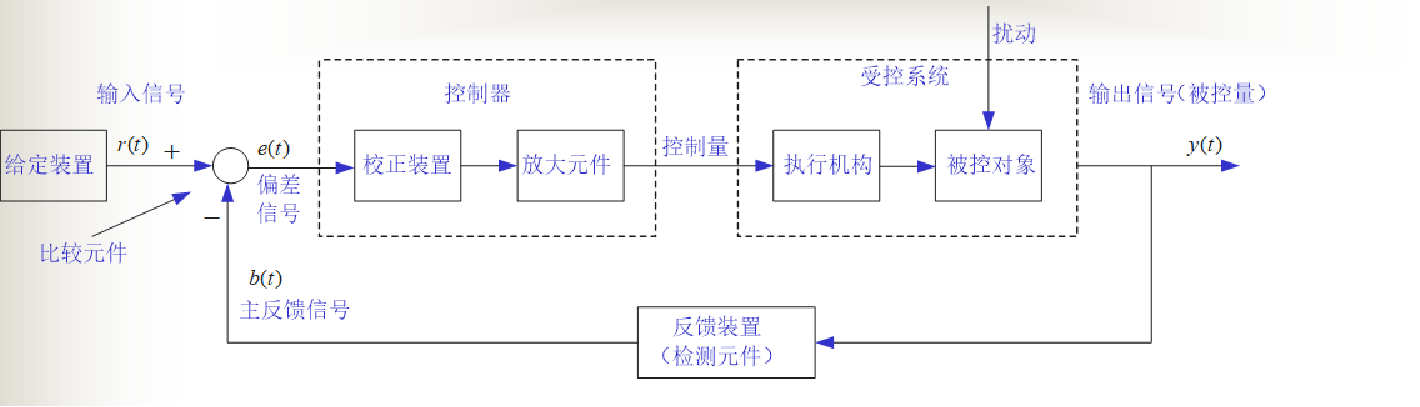 扰动
受控系统
输入信号
控制器
输出信号（被控量）
给定装置
r(t)
+
e(t)
偏差
信号
校正装置
放大元件
控制量
执行机构
被控对象
y(t)
−
比较元件
b(t)
主反馈信号
反馈装置
（检测元件）